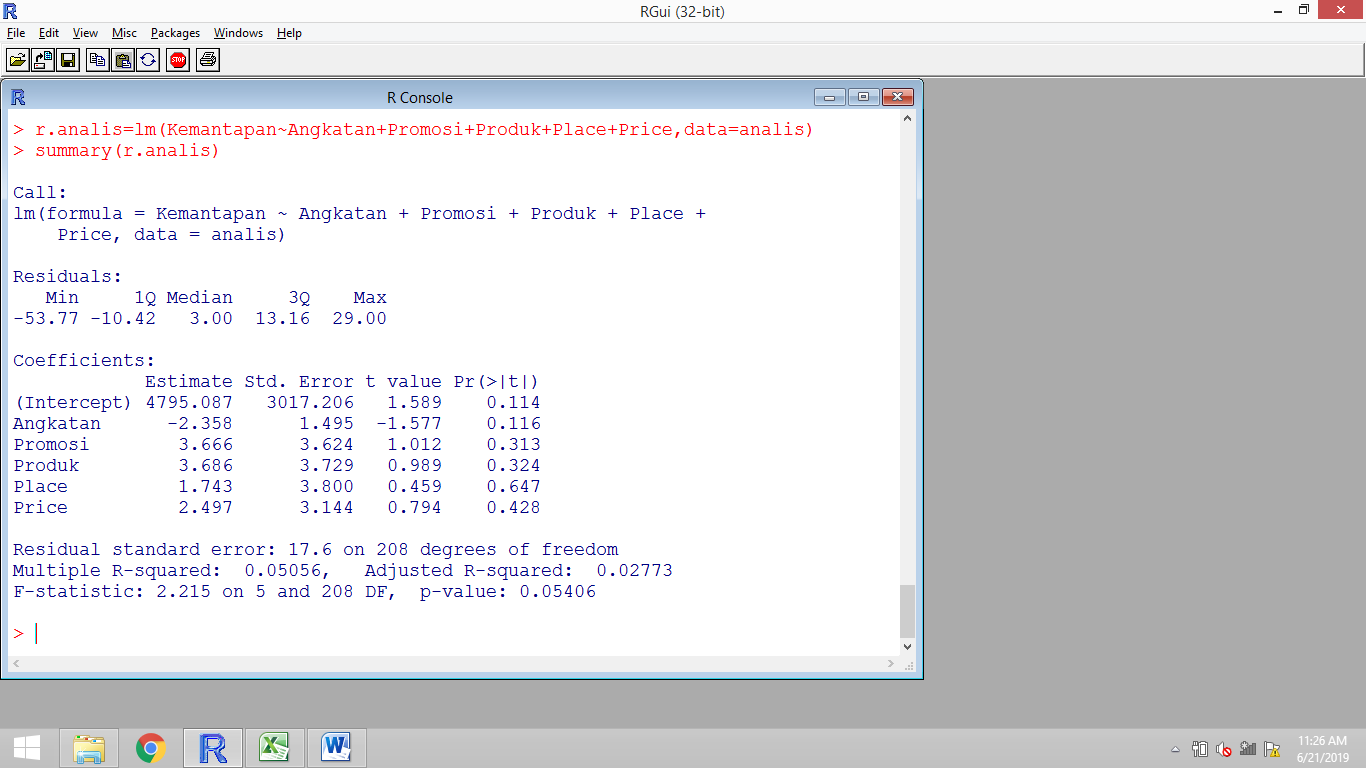 RGui (32-bit)
File Edit View Misc Packages Windows Help
STOP
R Console
> r.analis=lm(Kemantapan~Angkatan+Promosi+Produk+Place+Price,data=analis)
> summary(r.analis)
Call:
lm(formula = Kemantapan ~ Angkatan + Promosi + Produk + Place +
    Price, data = analis)
Residuals:
   Min     1Q Median     3Q    Max
-53.77 -10.42   3.00  13.16  29.00
Coefficients:
            Estimate Std. Error t value Pr(>|t|)
(Intercept) 4795.087   3017.206   1.589    0.114
Angkatan      -2.358      1.495  -1.577    0.116
Promosi        3.666      3.624   1.012    0.313
Produk         3.686      3.729   0.989    0.324
Place          1.743      3.800   0.459    0.647
Price          2.497      3.144   0.794    0.428
Residual standard error: 17.6 on 208 degrees of freedom
Multiple R-squared:  0.05056,   Adjusted R-squared:  0.02773
F-statistic: 2.215 on 5 and 208 DF,  p-value: 0.05406
>
11:26 AM
6/21/2019